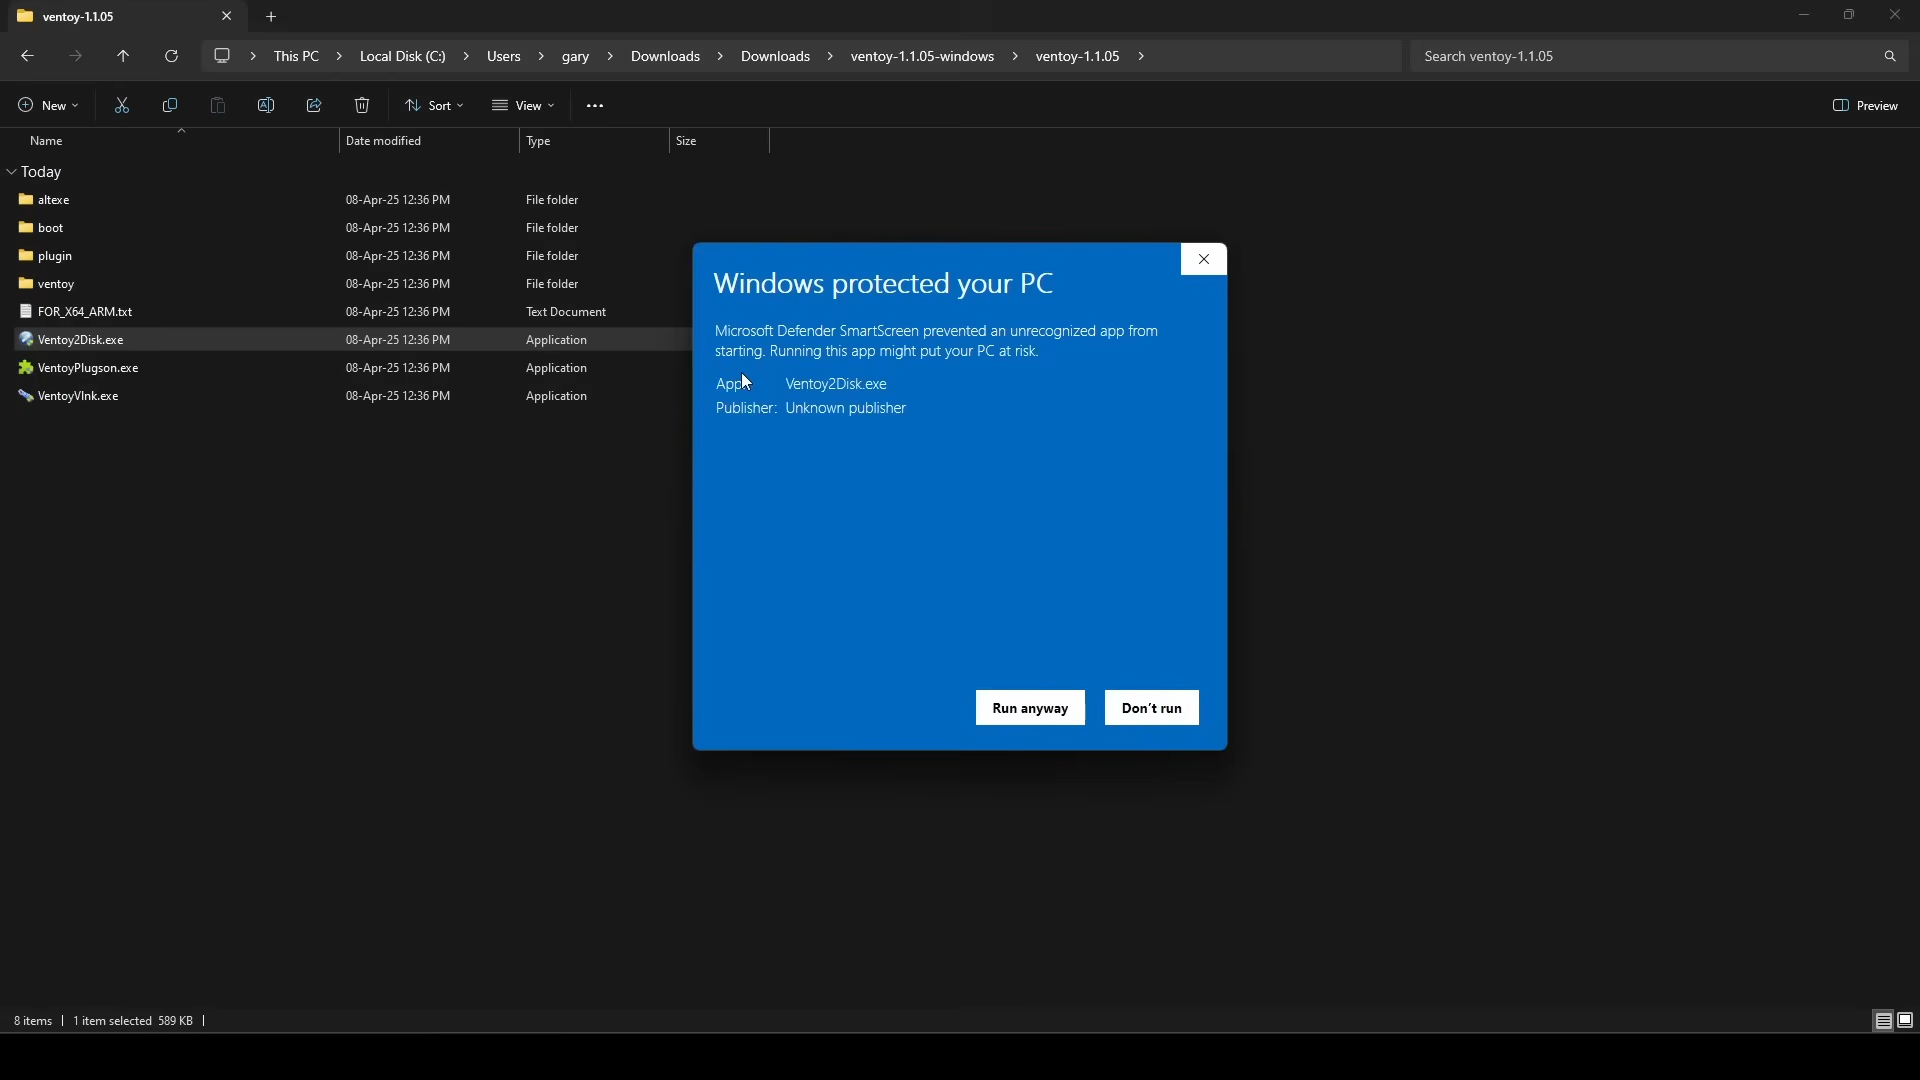 ventoy-1.1.05
This PC > Local Disk (C:) > Users > gary > Downloads > Downloads > ventoy-1.1.05-windows > ventoy-1.1.05 >
Search ventoy-1.1.05
New
Sort
View
Preview
Name Date modified Type Size
Today
altexe 08-Apr-25 12:36 PM File folder
boot 08-Apr-25 12:36 PM File folder
plugin 08-Apr-25 12:36 PM File folder
ventoy 08-Apr-25 12:36 PM File folder
FOR_X64_ARM.txt 08-Apr-25 12:36 PM Text Document
Ventoy2Disk.exe 08-Apr-25 12:36 PM Application
VentoyPlugson.exe 08-Apr-25 12:36 PM Application
VentoyVlnk.exe 08-Apr-25 12:36 PM Application
Windows protected your PC
Microsoft Defender SmartScreen prevented an unrecognized app from
starting. Running this app might put your PC at risk.
App Ventoy2Disk.exe
Publisher: Unknown publisher
Run anyway
Don't run
8 items | 1 item selected 589 KB |